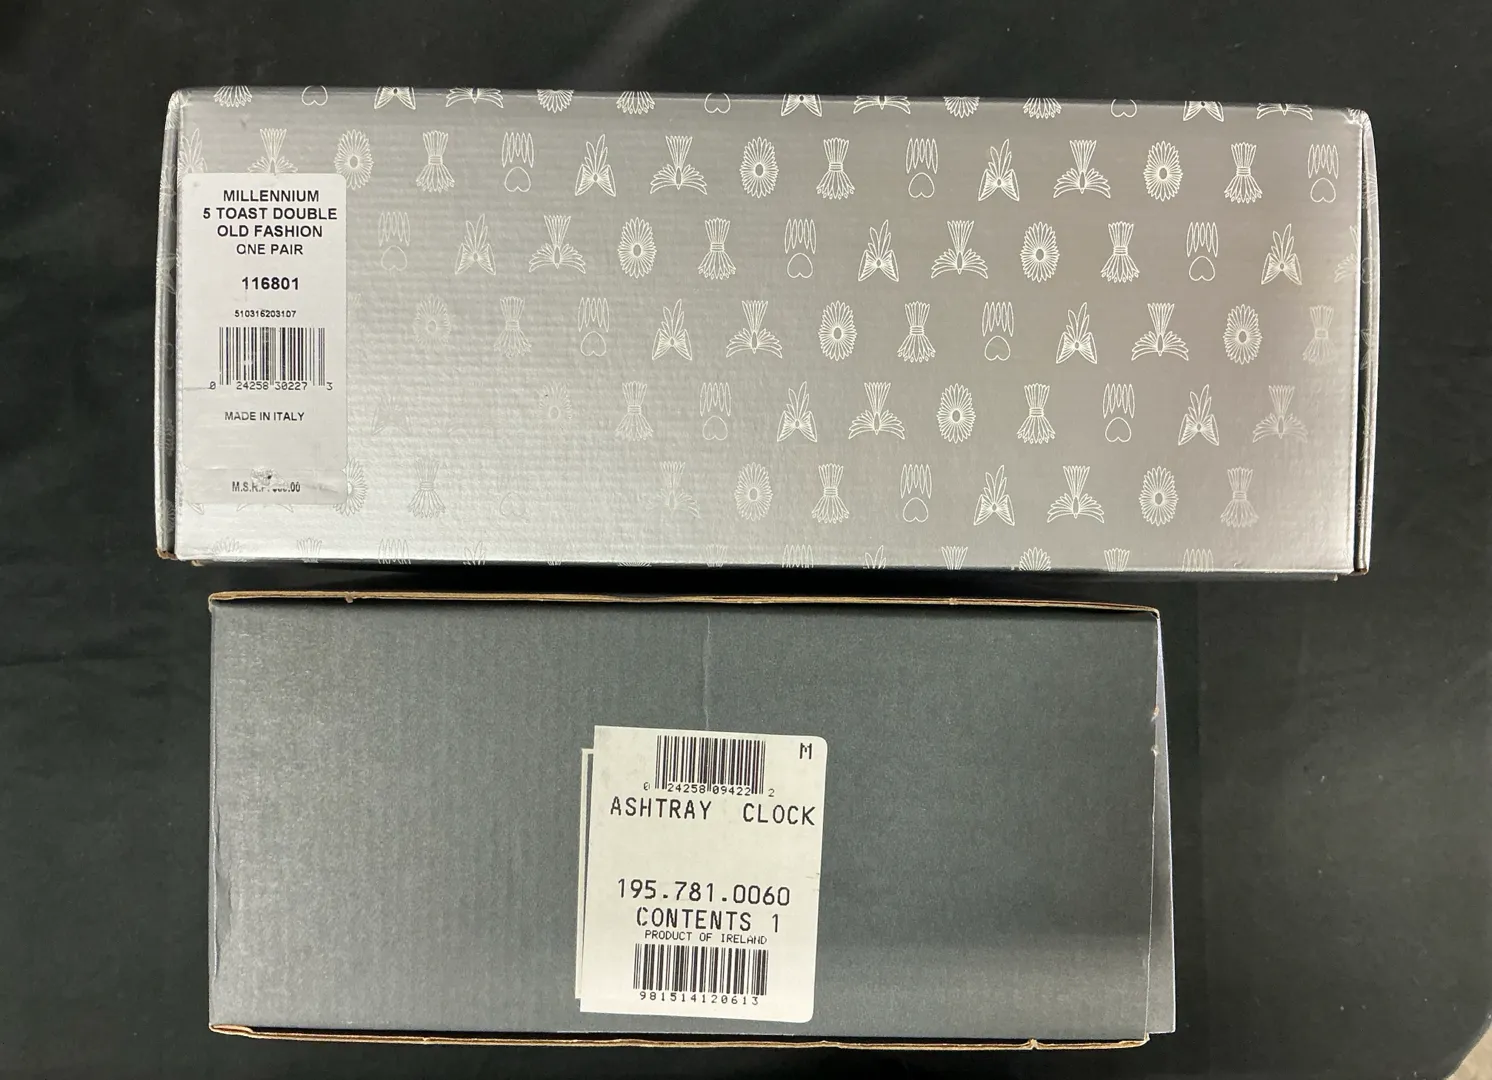 MILLENNIUM
5 TOAST DOUBLE
OLD FASHION
ONE PAIR
116801
510316203107
0 24258 30227 3
MADE IN ITALY
M.S.R.P.
M
0 24258 09422 2
ASHTRAY CLOCK
195.781.0060
CONTENTS 1
PRODUCT OF IRELAND
981514120613